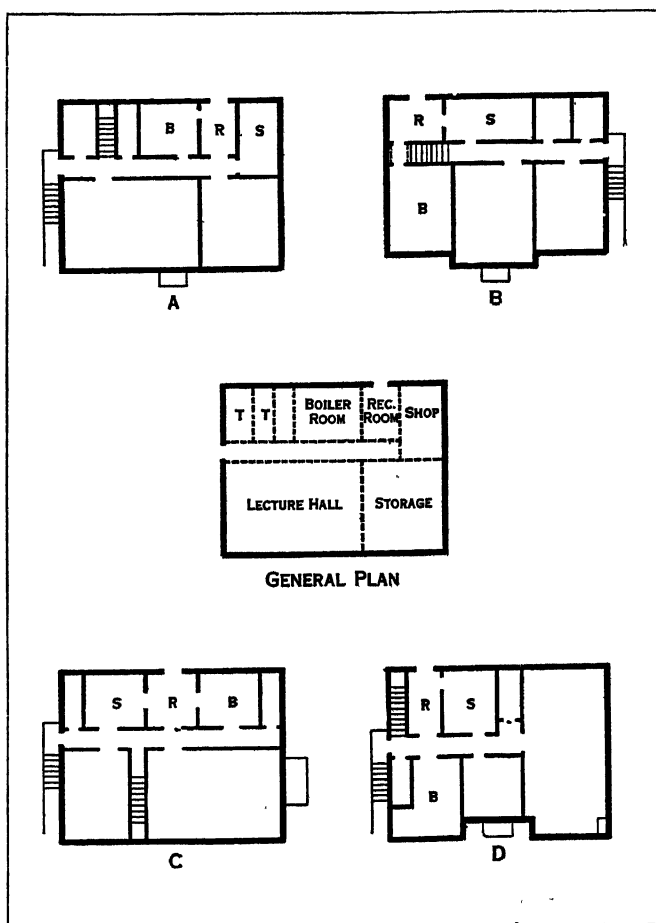 B R S
R S
B
A
B
T T BOILER ROOM REC. ROOM SHOP
LECTURE HALL STORAGE
GENERAL PLAN
S R B
R S
B
C
D